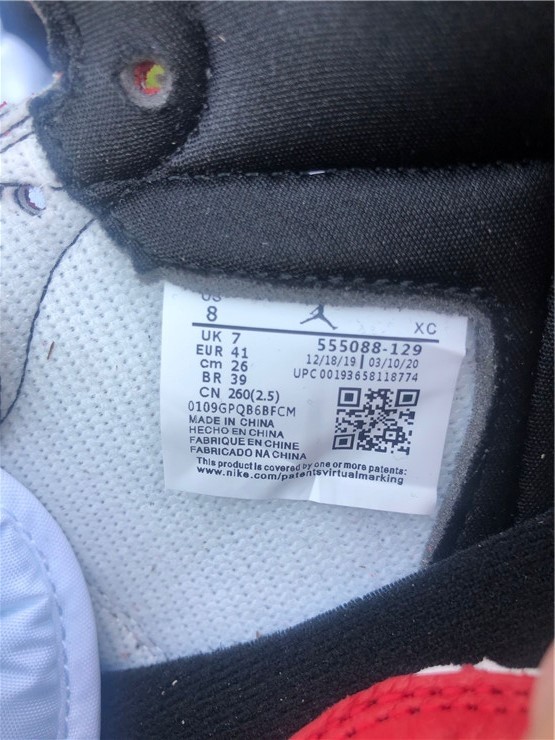 US
8
XC
UK 7
EUR 41
cm 26
BR 39
CN 260(2.5)
555088-129
12/18/19 | 03/10/20
UPC 00193658118774
0109GPQB6BFCM
MADE IN CHINA
HECHO EN CHINA
FABRIQUE EN CHINE
FABRICADO NA CHINA
This product is covered by one or more patents:
www.nike.com/patentsvirtualmarking